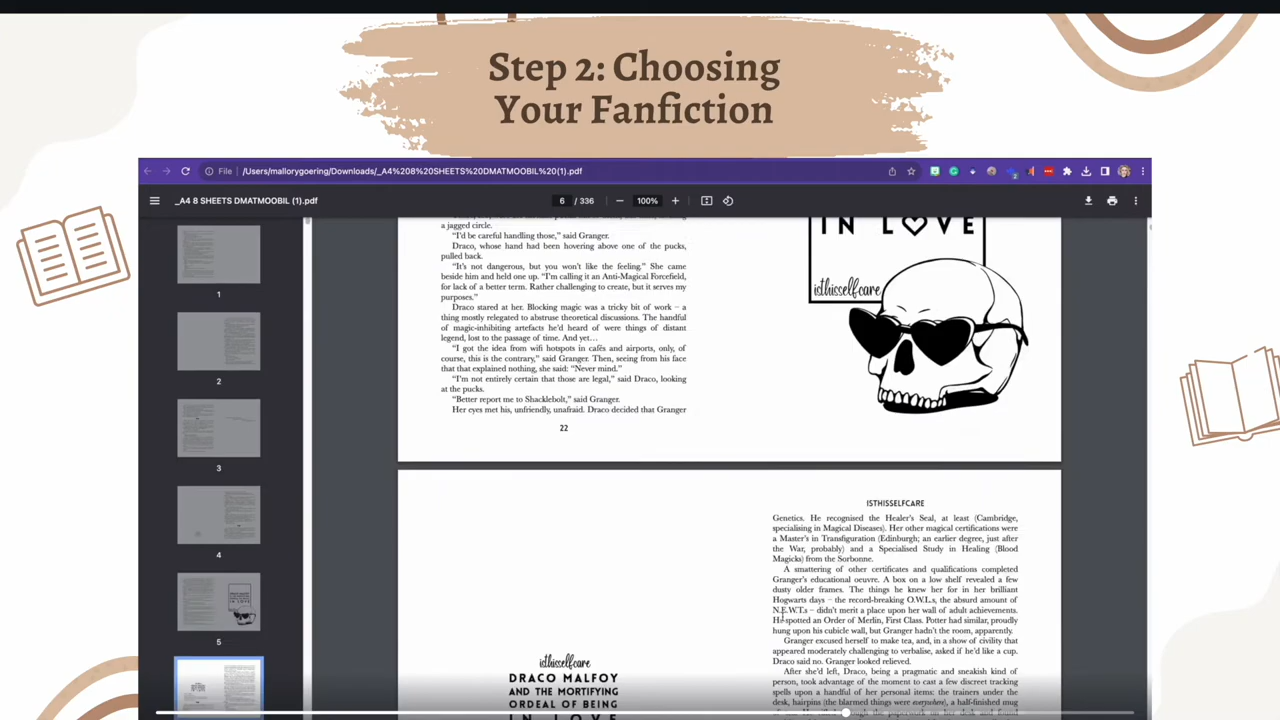 Step 2: Choosing
Your Fanfiction
File | /Users/mallorygoering/Downloads/_A4%208%20SHEETS%20DMATMOOBIL%20(1).pdf
_A4 8 SHEETS DMATMOOBIL (1).pdf
6 / 336
100%
1
2
3
4
5
a jagged circle.
“I’d be careful handling those,” said Granger.
Draco, whose hand had been hovering above one of the pucks,
pulled back.
“It’s not dangerous, but you won’t like the feeling.” She came
beside him and held one up. “I’m calling it an Anti-Magical Forcefield,
for lack of a better term. Rather challenging to create, but it serves my
purposes.”
Draco stared at her. Blocking magic was a tricky bit of work – a
thing mostly relegated to abstruse theoretical discussions. The handful
of magic-inhibiting artefacts he’d heard of were things of distant
legend, lost to the passage of time. And yet…
“I got the idea from wifi hotspots in cafés and airports, only, of
course, this is the contrary,” said Granger. Then, seeing from his face
that that explained nothing, she said: “Never mind.”
“I’m not entirely certain that those are legal,” said Draco, looking
at the pucks.
“Better report me to Shacklebolt,” said Granger.
Her eyes met his, unfriendly, unafraid. Draco decided that Granger
22
IN LOVE
isthisselfcare
isthisselfcare
DRACO MALFOY
AND THE MORTIFYING
ORDEAL OF BEING
IN LOVE
ISTHISSELFCARE
Genetics. He recognised the Healer’s Seal, at least (Cambridge,
specialising in Magical Diseases). Her other magical certifications were
a Master’s in Transfiguration (Edinburgh; an earlier degree, just after
the War, probably) and a Specialised Study in Healing (Blood
Magicks) from the Sorbonne.
A smattering of other certificates and qualifications completed
Granger’s educational oeuvre. A box on a low shelf revealed a few
dusty older frames. The things he knew her for in her brilliant
Hogwarts days – the record-breaking O.W.L.s, the absurd amount of
N.E.W.T.s – didn’t merit a place upon her wall of adult achievements.
He spotted an Order of Merlin, First Class. Potter had similar, proudly
hung upon his cubicle wall, but Granger hadn’t the room, apparently.
Granger excused herself to make tea, and, in a show of civility that
appeared moderately challenging to verbalise, asked if he’d like a cup.
Draco said no. Granger looked relieved.
After she’d left, Draco, being a pragmatic and sneakish kind of
person, took advantage of the moment to cast a few discreet tracking
spells upon a handful of her personal items: the trainers under the
desk, hairpins (the blarmed things were everywhere), a half-finished mug